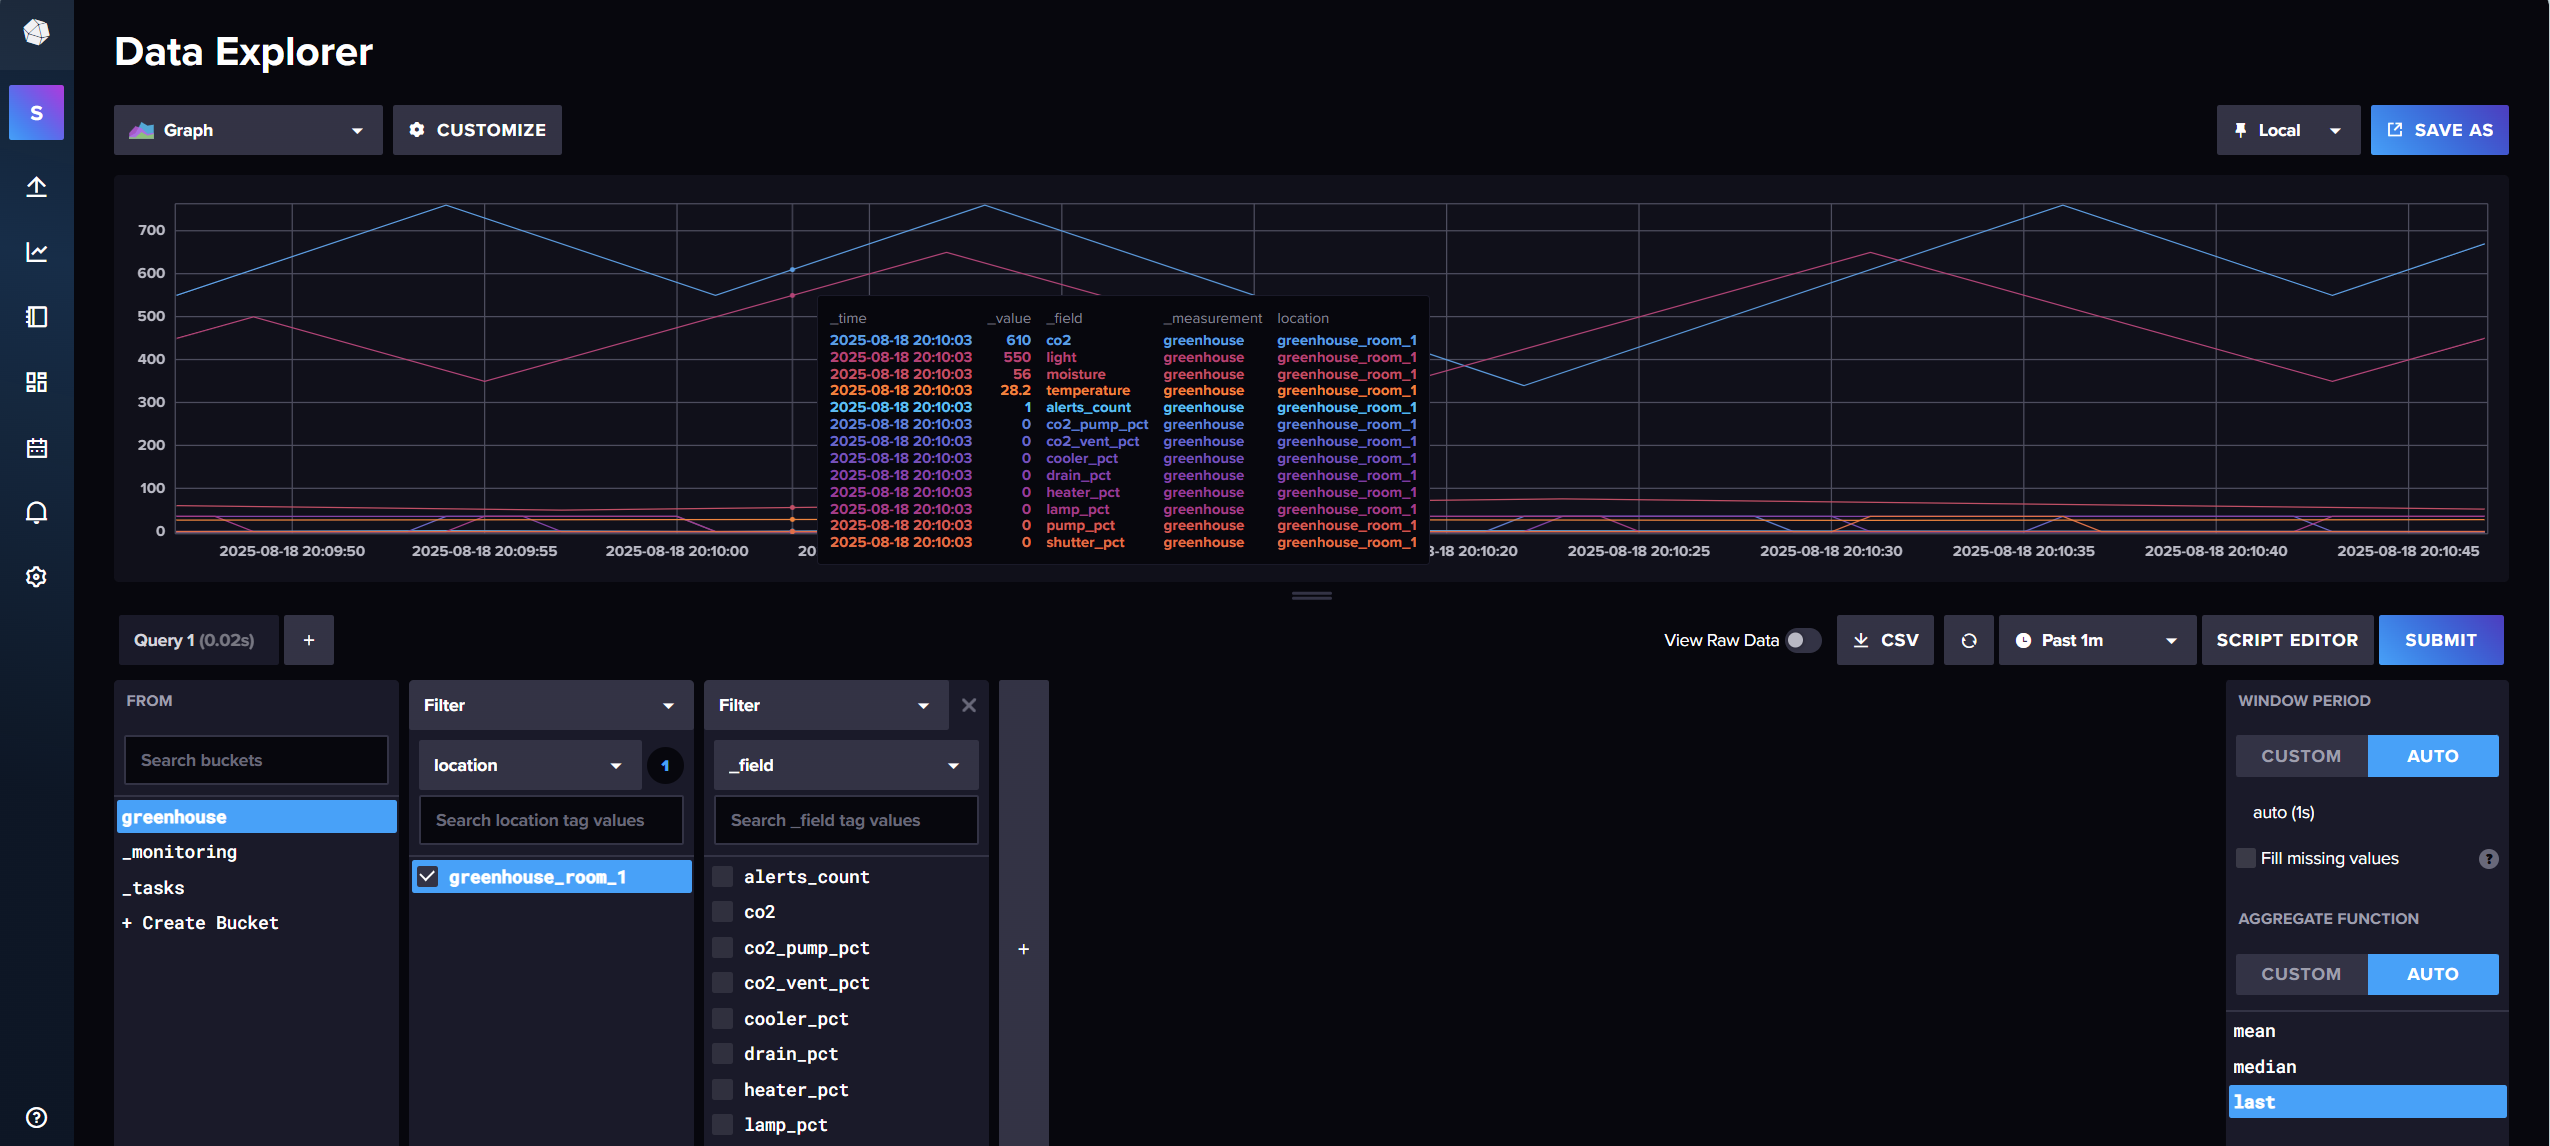 Data Explorer
S
Graph
CUSTOMIZE
Local
SAVE AS
700
600
500
400
300
200
100
0
_time _value _field _measurement location
2025-08-18 20:10:03 610 co2 greenhouse greenhouse_room_1
2025-08-18 20:10:03 550 light greenhouse greenhouse_room_1
2025-08-18 20:10:03 56 moisture greenhouse greenhouse_room_1
2025-08-18 20:10:03 28.2 temperature greenhouse greenhouse_room_1
2025-08-18 20:10:03 1 alerts_count greenhouse greenhouse_room_1
2025-08-18 20:10:03 0 co2_pump_pct greenhouse greenhouse_room_1
2025-08-18 20:10:03 0 co2_vent_pct greenhouse greenhouse_room_1
2025-08-18 20:10:03 0 cooler_pct greenhouse greenhouse_room_1
2025-08-18 20:10:03 0 drain_pct greenhouse greenhouse_room_1
2025-08-18 20:10:03 0 heater_pct greenhouse greenhouse_room_1
2025-08-18 20:10:03 0 lamp_pct greenhouse greenhouse_room_1
2025-08-18 20:10:03 0 pump_pct greenhouse greenhouse_room_1
2025-08-18 20:10:03 0 shutter_pct greenhouse greenhouse_room_1
2025-08-18 20:09:50 2025-08-18 20:09:55 2025-08-18 20:10:00 20 -18 20:10:20 2025-08-18 20:10:25 2025-08-18 20:10:30 2025-08-18 20:10:35 2025-08-18 20:10:40 2025-08-18 20:10:45
Query 1 (0.02s)
+
View Raw Data
CSV
Past 1m
SCRIPT EDITOR
SUBMIT
FROM
Search buckets
greenhouse
_monitoring
_tasks
+ Create Bucket
Filter
location
1
Search location tag values
greenhouse_room_1
Filter
_field
Search _field tag values
alerts_count
co2
co2_pump_pct
co2_vent_pct
cooler_pct
drain_pct
heater_pct
lamp_pct
+
WINDOW PERIOD
CUSTOM AUTO
auto (1s)
Fill missing values
?
AGGREGATE FUNCTION
CUSTOM AUTO
mean
median
last
?